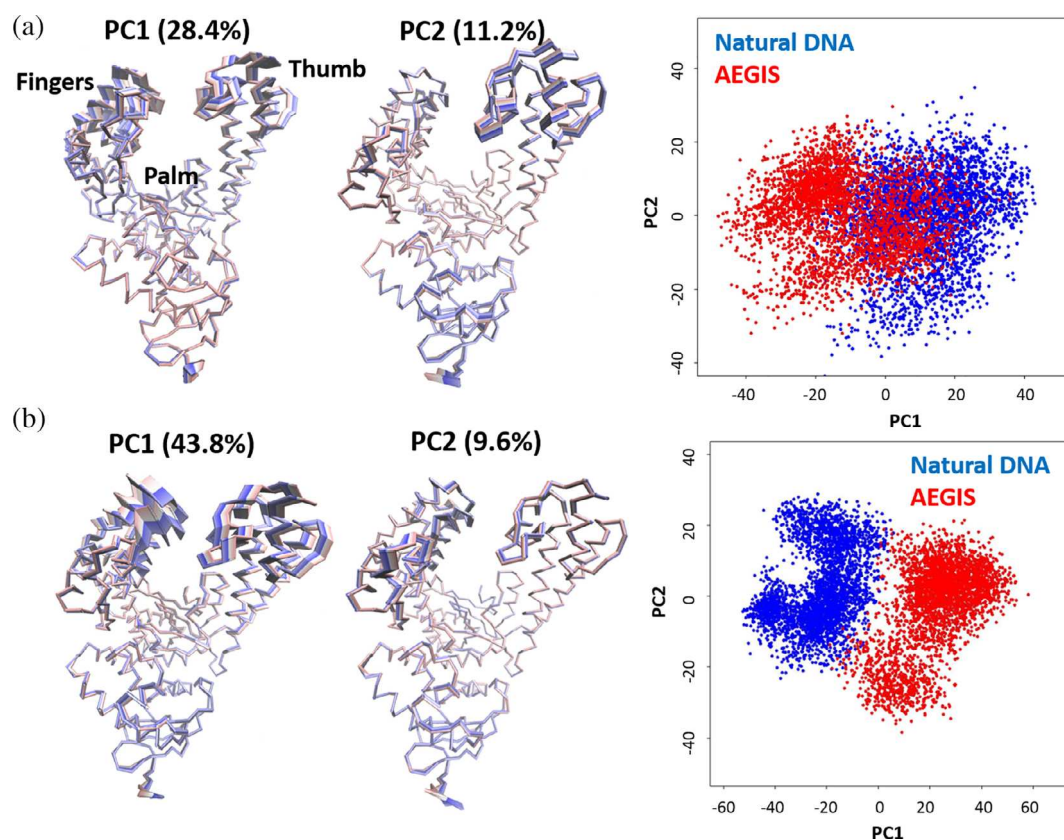 (a)
PC1 (28.4%)
PC2 (11.2%)
Fingers
Thumb
Palm
Natural DNA
AEGIS
40
20
0
-20
-40
PC2
-40
-20
0
20
40
PC1
(b)
PC1 (43.8%)
PC2 (9.6%)
Natural DNA
AEGIS
40
20
0
-20
-40
PC2
-60
-40
-20
0
20
40
60
PC1